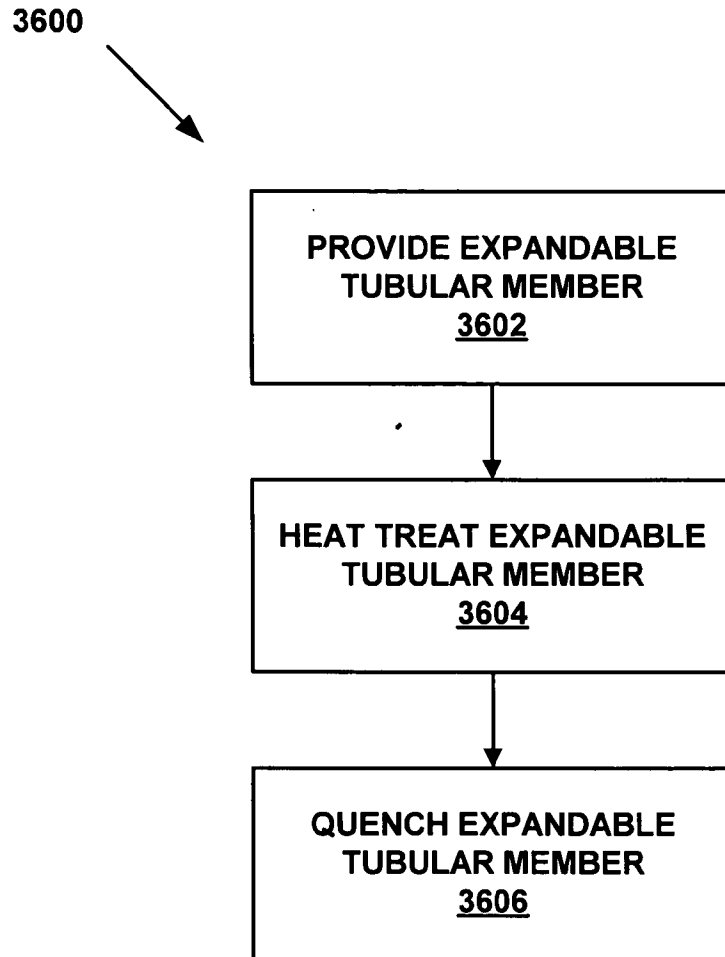 3600
PROVIDE EXPANDABLE
TUBULAR MEMBER
3602
HEAT TREAT EXPANDABLE
TUBULAR MEMBER
3604
QUENCH EXPANDABLE
TUBULAR MEMBER
3606